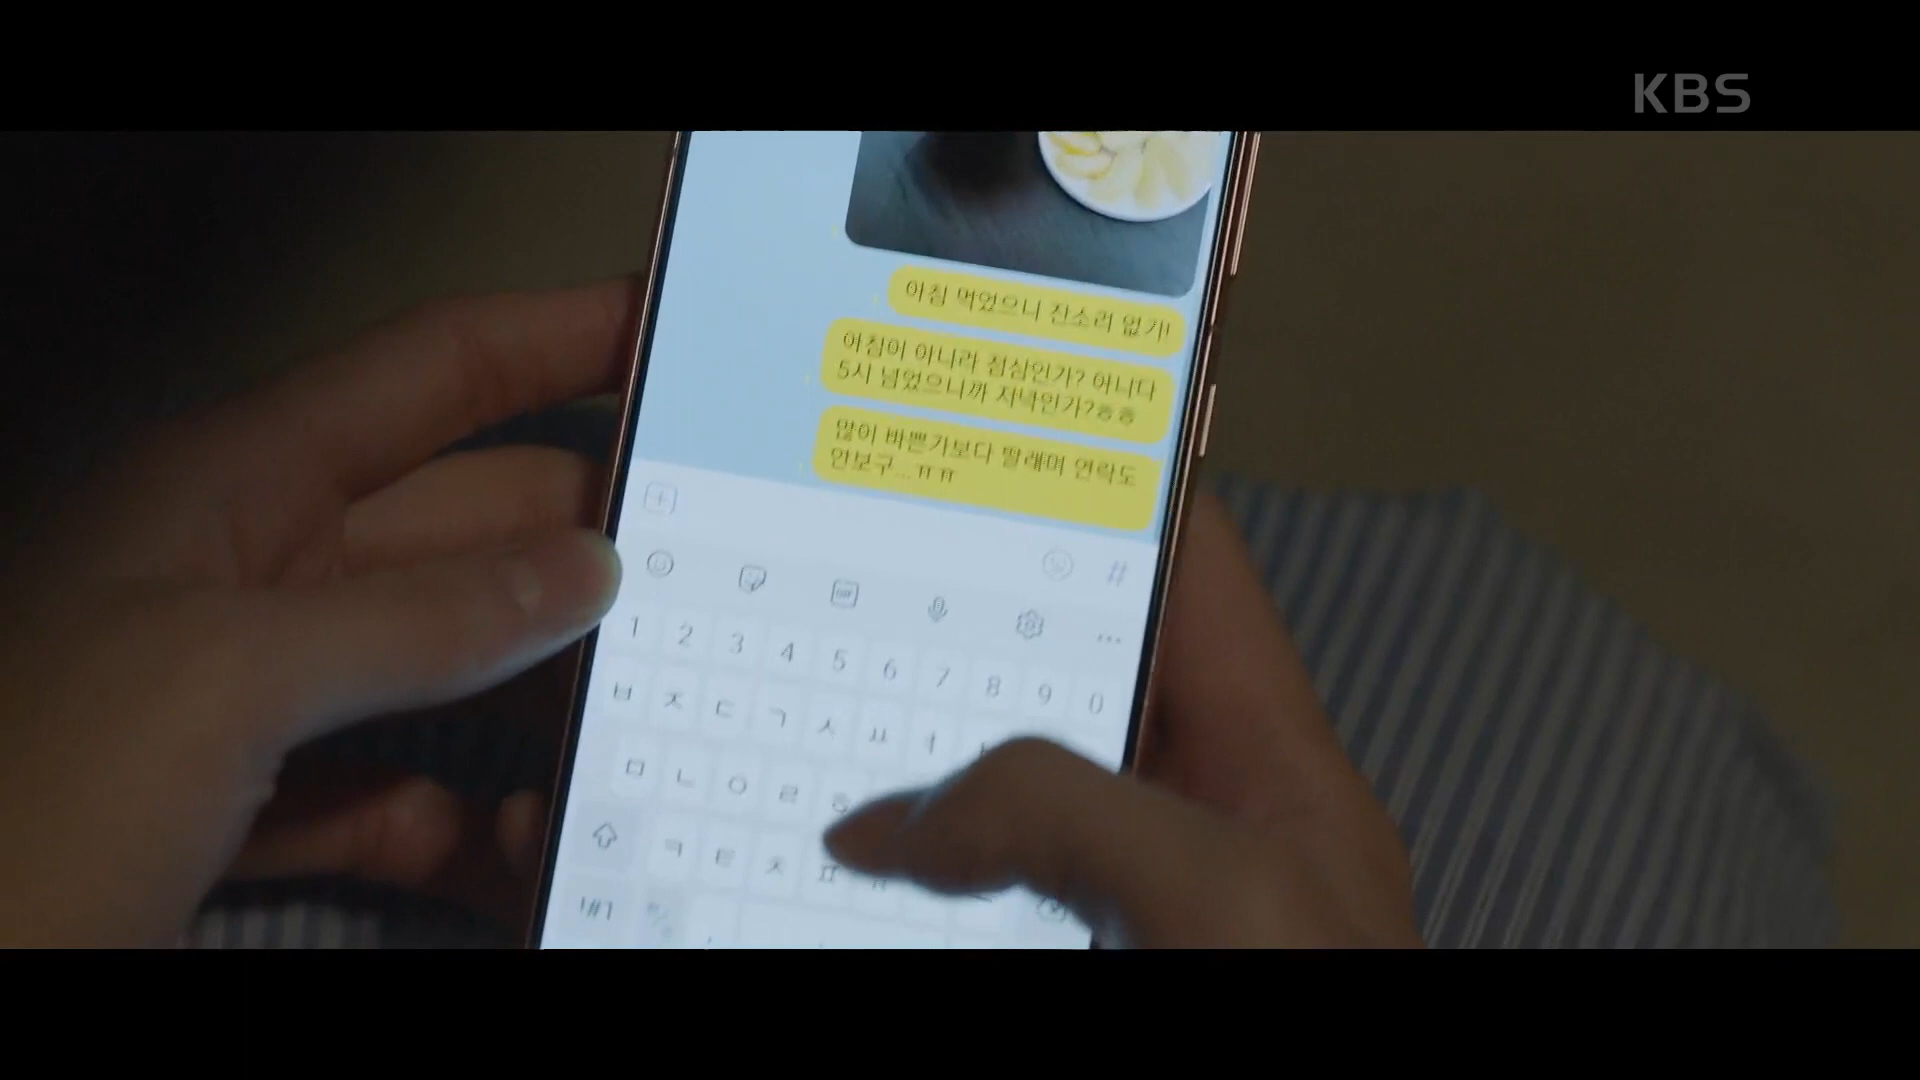 KBS
아침 먹었으니 잔소리 없기!
아침이 아니라 점심인가? 아니다
5시 넘었으니까 저녁인가?ㅎㅎ
많이 바쁜가보다 딸래미 연락도
안보구...ㅠㅠ
#
1 2 3 4 5 6 7 8 9 0
ㅂ ㅈ ㄷ ㄱ ㅅ ㅛ ㅕ
ㅁ ㄴ ㅇ ㄹ ㅎ
ㅋ ㅌ ㅊ ㅍ
!#1